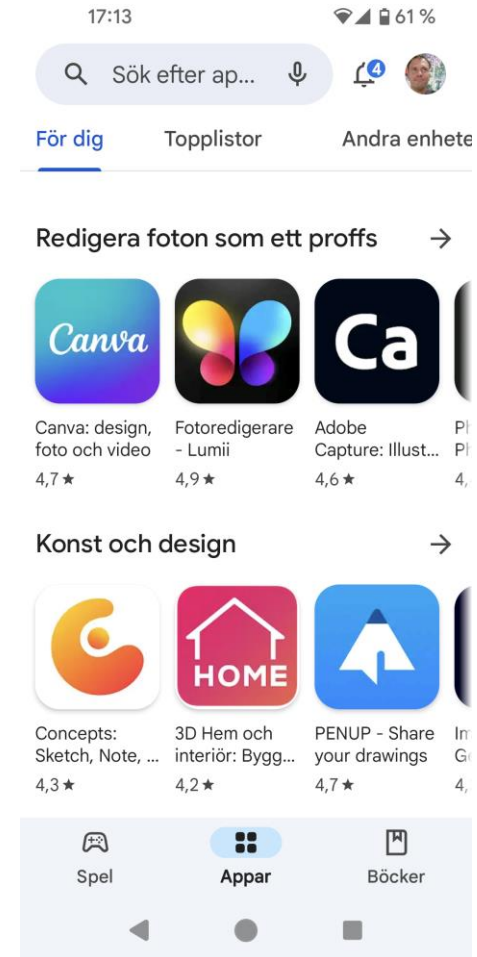 17:13
61 %
Sök efter ap...
4
För dig
Topplistor
Andra enhete
Redigera foton som ett proffs
Canva
Ca
Canva: design,
foto och video
4,7 ★
Fotoredigerare
- Lumii
4,9 ★
Adobe
Capture: Illust...
4,6 ★
Konst och design
HOME
Concepts:
Sketch, Note, ...
4,3 ★
3D Hem och
interiör: Bygg...
4,2 ★
PENUP - Share
your drawings
4,7 ★
Spel
Appar
Böcker